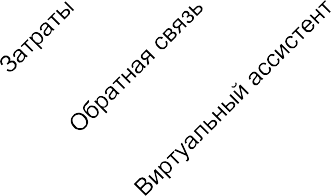 Затраты
Обратная связь
Виртуальный ассистент